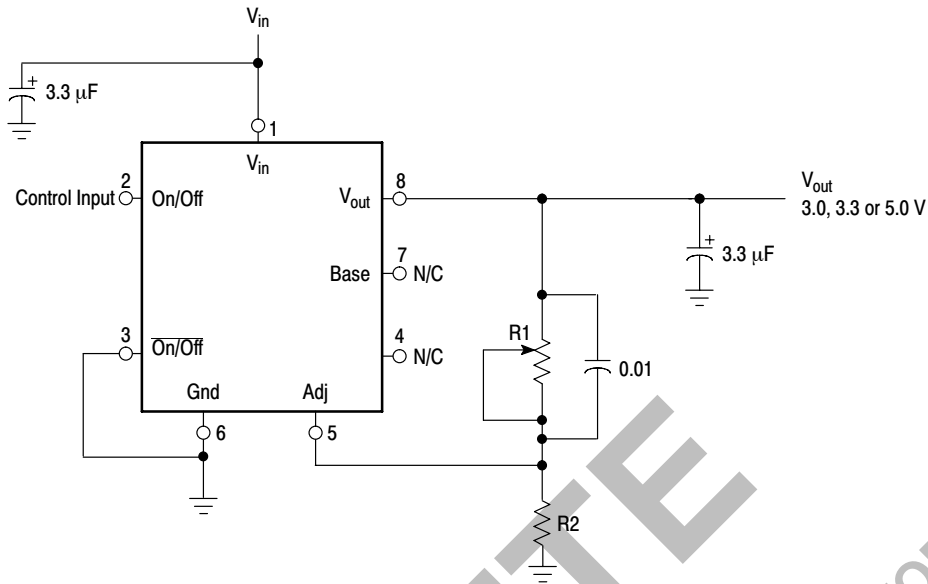 Vin
+
3.3 μF
1
Vin
2
Control Input
On/Off
Vout
8
Vout
3.0, 3.3 or 5.0 V
+
3.3 μF
7
Base
N/C
3
On/Off
R1
4
N/C
0.01
Gnd
Adj
6
5
R2